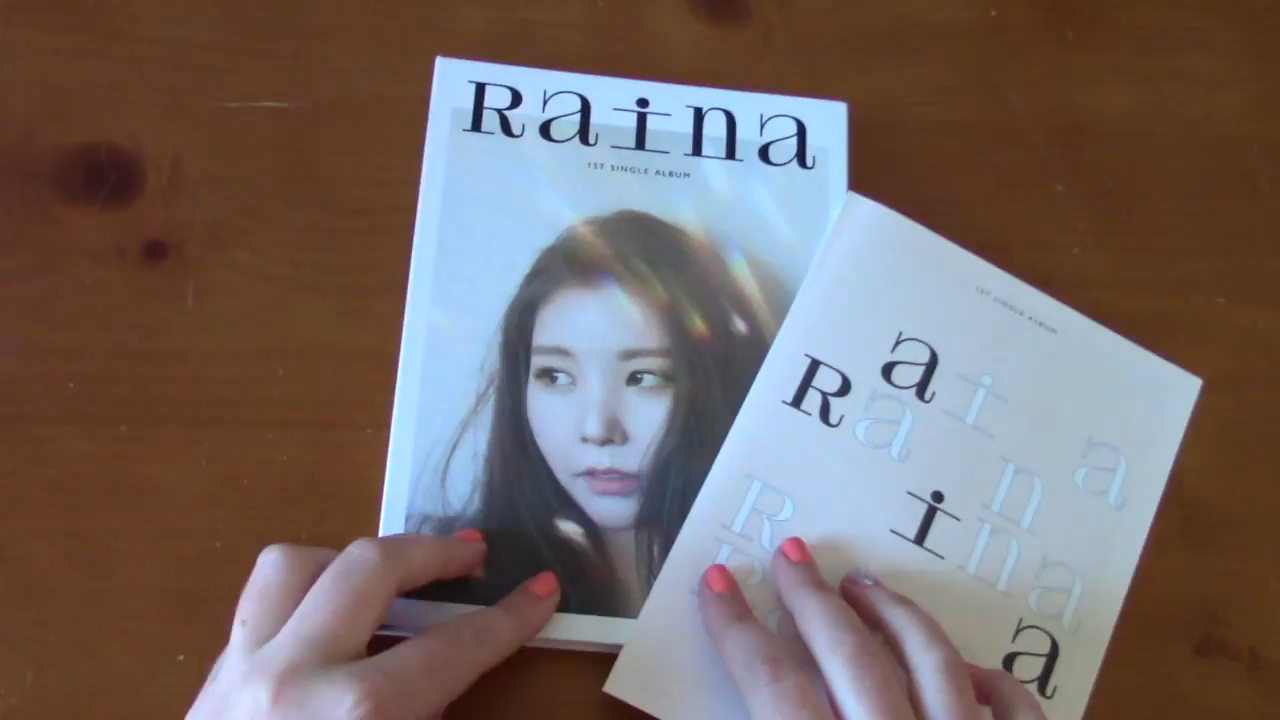 Raina
1ST SINGLE ALBUM
1ST SINGLE ALBUM
a i
R a a
n
R i n
R a
a a